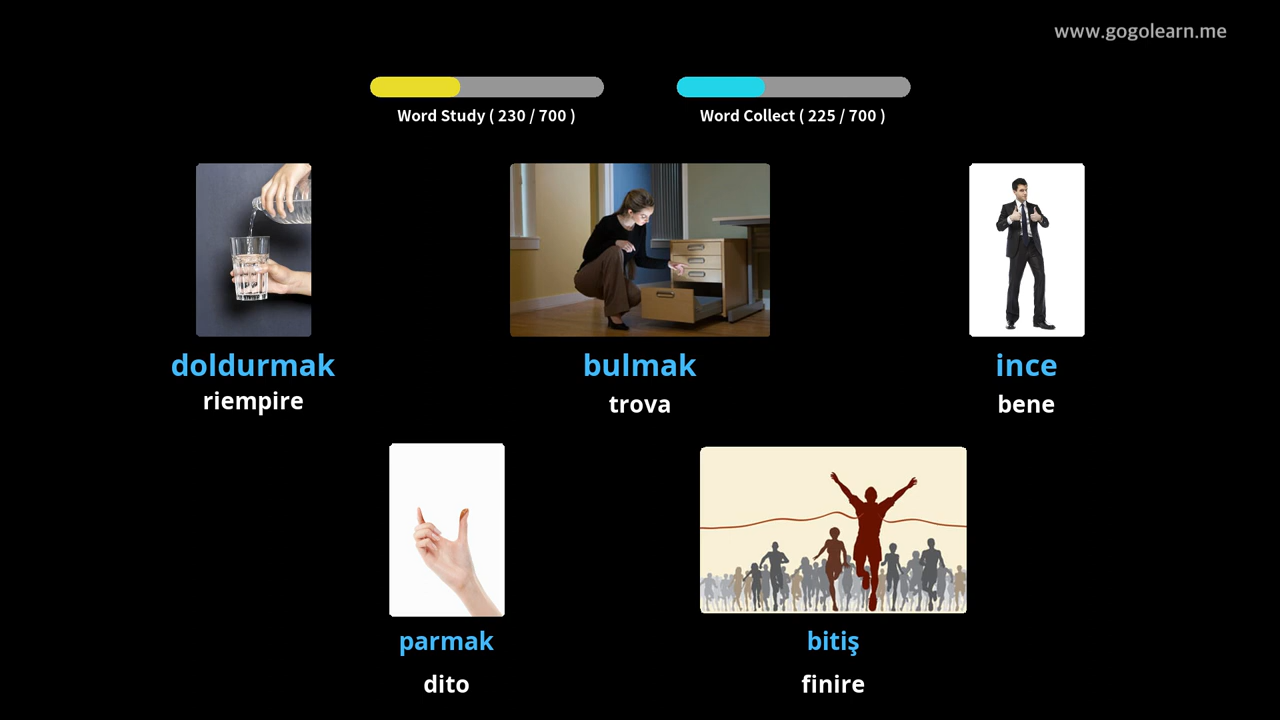 www.gogolearn.me
Word Study ( 230 / 700 )
Word Collect ( 225 / 700 )
doldurmak
riempire
bulmak
trova
ince
bene
parmak
dito
bitiş
finire